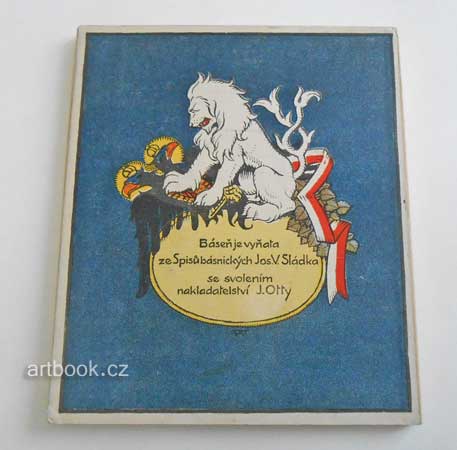 Báseň je vyňata
ze Spisů básnických Jos. V. Sládka
se svolením
nakladatelství J. Otty
artbook.cz